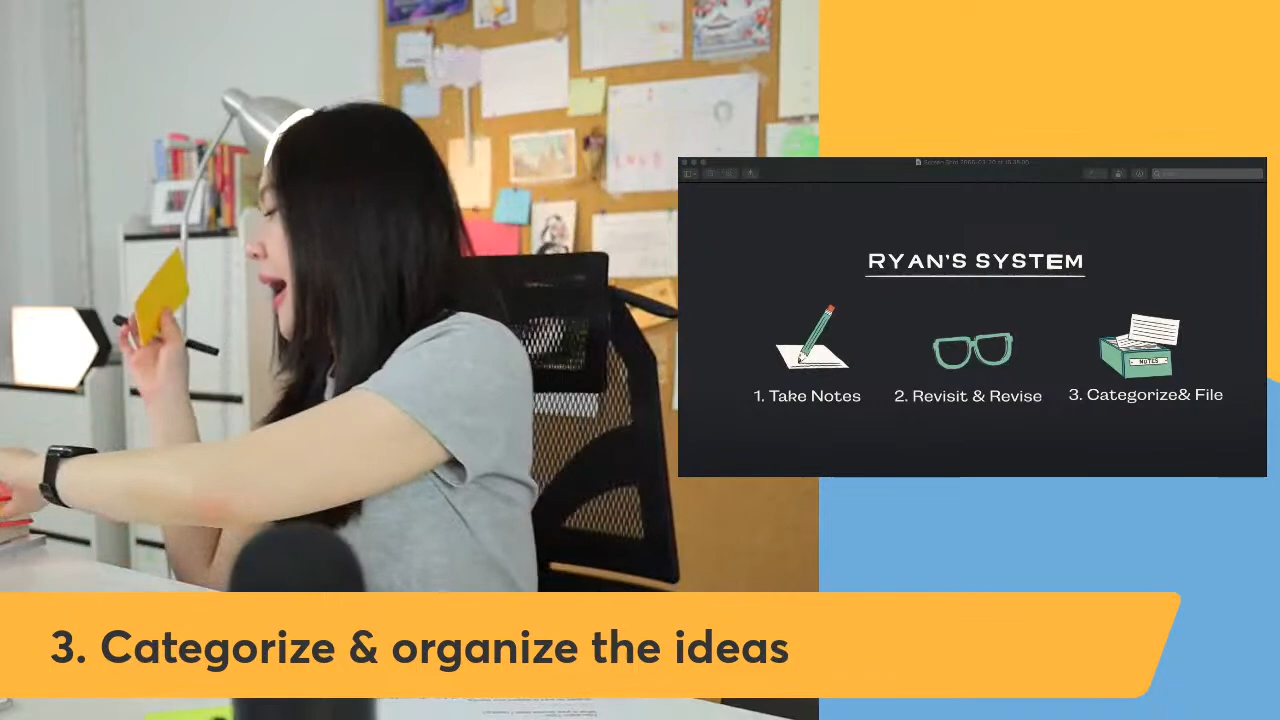 RYAN'S SYSTEM
NOTES
1. Take Notes
2. Revisit & Revise
3. Categorize& File
3. Categorize & organize the ideas